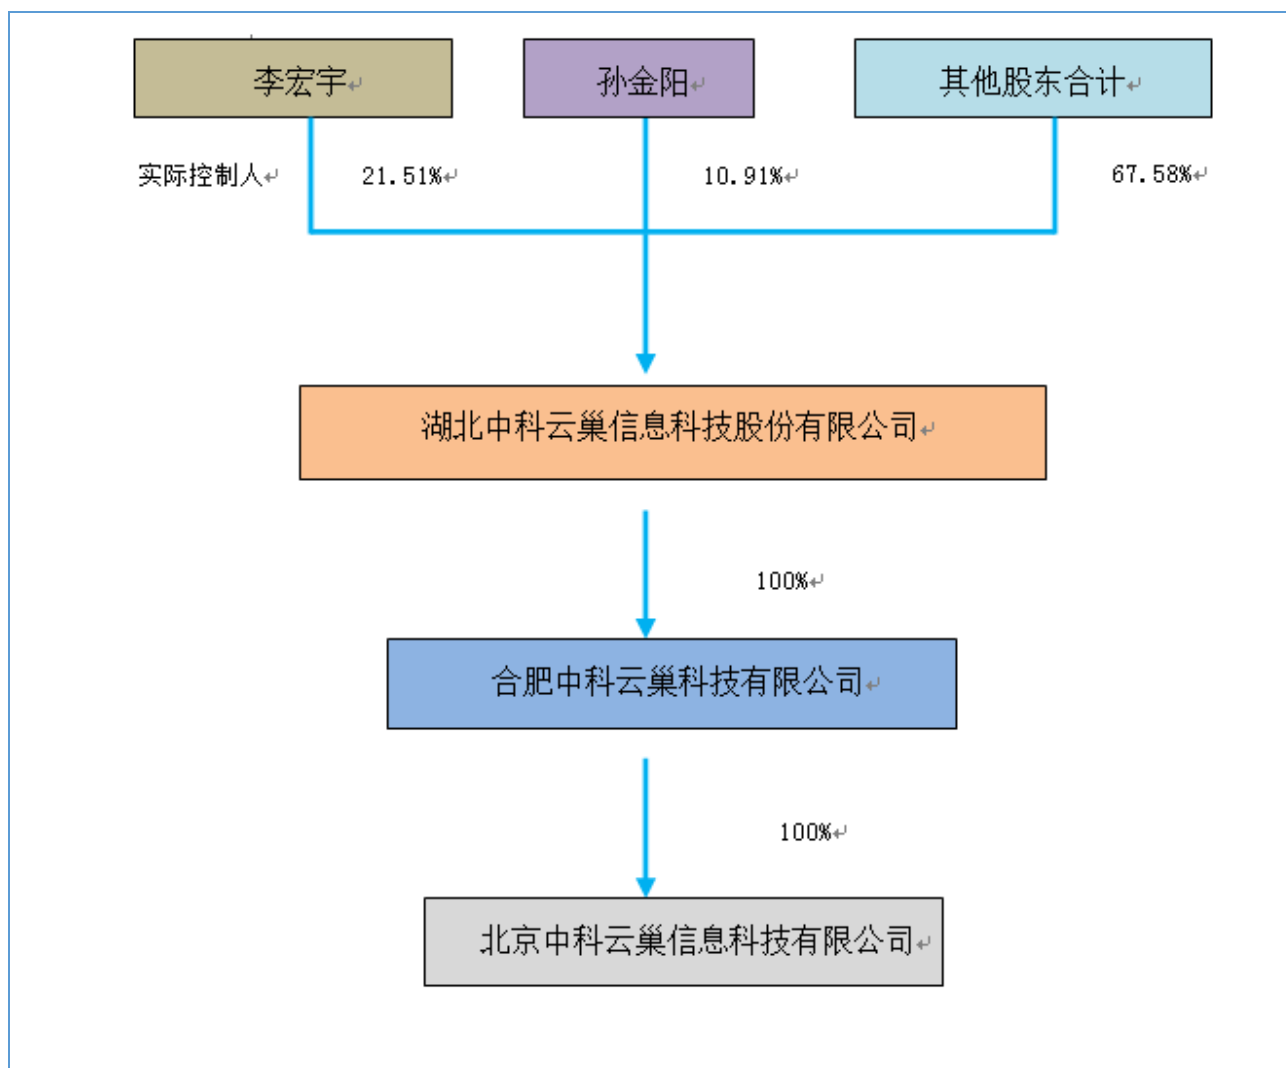 李宏宇 孙金阳 其他股东合计
实际控制人 21.51% 10.91% 67.58%
湖北中科云巢信息科技股份有限公司
100%
合肥中科云巢科技有限公司
100%
北京中科云巢信息科技有限公司